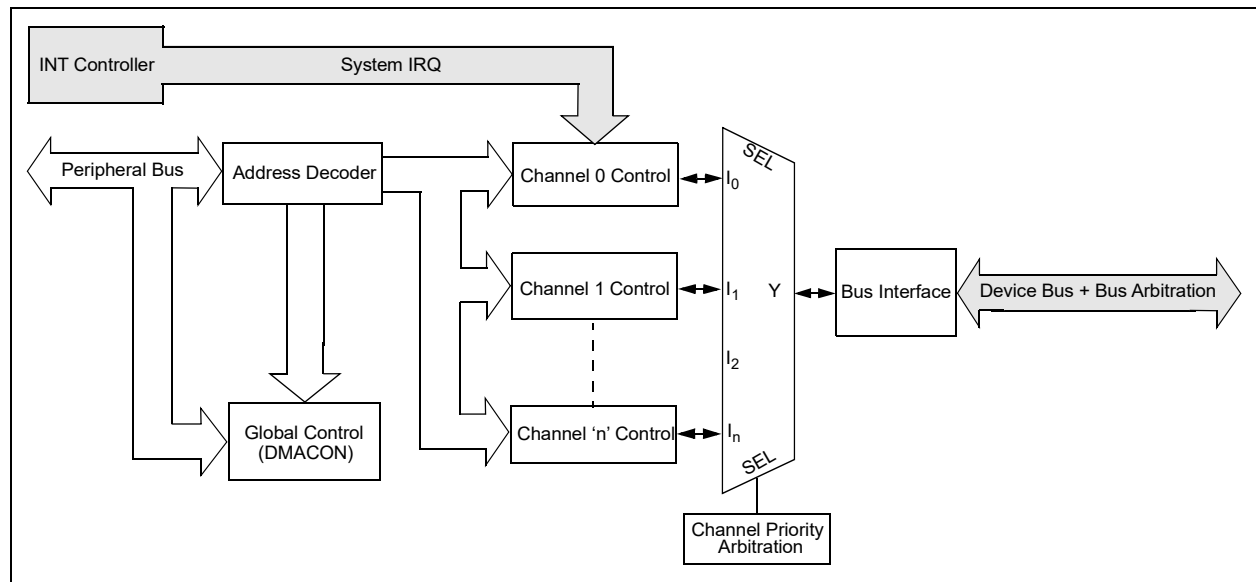 INT Controller
System IRQ
Peripheral Bus
Address Decoder
Channel 0 Control
SEL
I0
Channel 1 Control
I1
Y
Bus Interface
Device Bus + Bus Arbitration
I2
Global Control
(DMACON)
Channel ‘n’ Control
In
SEL
Channel Priority
Arbitration